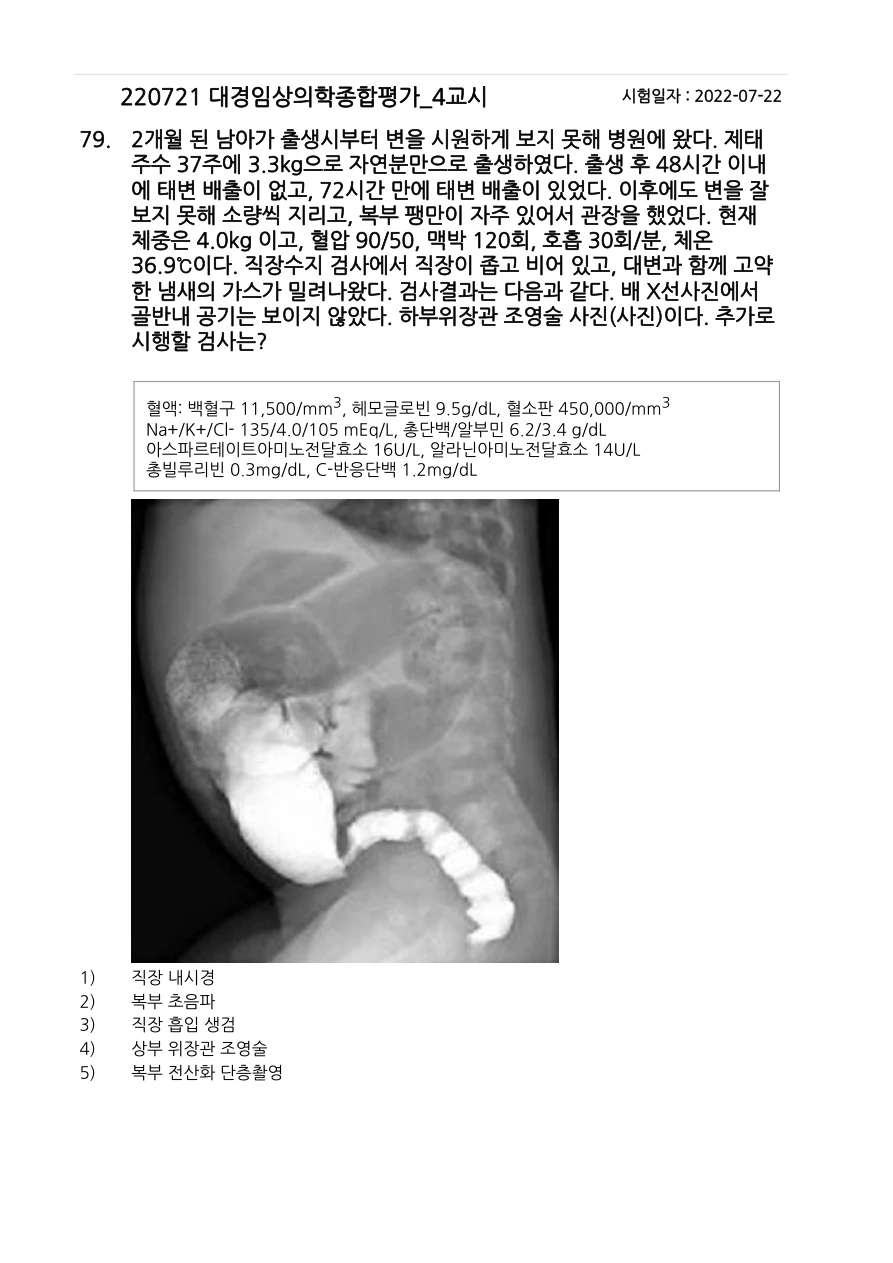 220721 대경임상의학종합평가_4교시
시험일자 : 2022-07-22
79. 2개월 된 남아가 출생시부터 변을 시원하게 보지 못해 병원에 왔다. 제태
주수 37주에 3.3kg으로 자연분만으로 출생하였다. 출생 후 48시간 이내
에 태변 배출이 없고, 72시간 만에 태변 배출이 있었다. 이후에도 변을 잘
보지 못해 소량씩 지리고, 복부 팽만이 자주 있어서 관장을 했었다. 현재
체중은 4.0kg 이고, 혈압 90/50, 맥박 120회, 호흡 30회/분, 체온
36.9℃이다. 직장수지 검사에서 직장이 좁고 비어 있고, 대변과 함께 고약
한 냄새의 가스가 밀려나왔다. 검사결과는 다음과 같다. 배 X선사진에서
골반내 공기는 보이지 않았다. 하부위장관 조영술 사진(사진)이다. 추가로
시행할 검사는?
혈액: 백혈구 11,500/mm³, 헤모글로빈 9.5g/dL, 혈소판 450,000/mm³
Na+/K+/Cl- 135/4.0/105 mEq/L, 총단백/알부민 6.2/3.4 g/dL
아스파르테이트아미노전달효소 16U/L, 알라닌아미노전달효소 14U/L
총빌루리빈 0.3mg/dL, C-반응단백 1.2mg/dL
1) 직장 내시경
2) 복부 초음파
3) 직장 흡입 생검
4) 상부 위장관 조영술
5) 복부 전산화 단층촬영